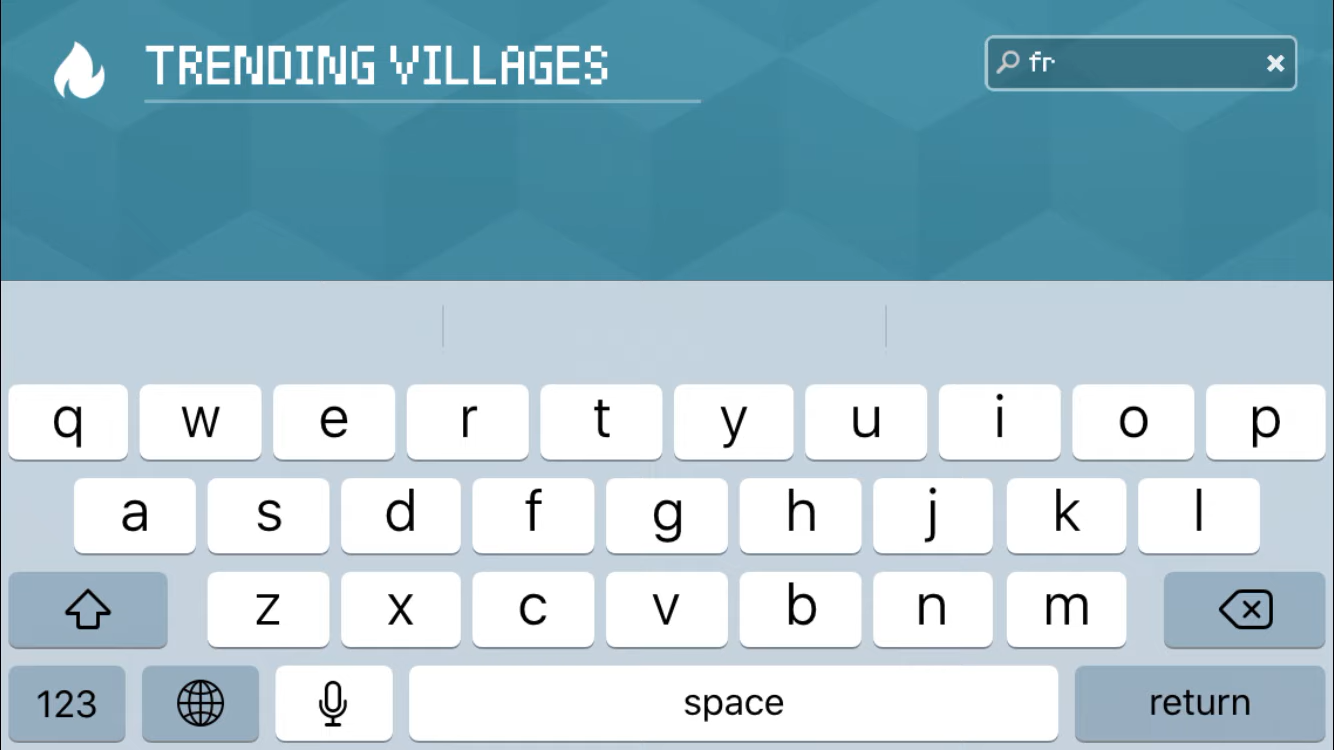 TRENDING VILLAGES
fr
q w e r t y u i o p
a s d f g h j k l
z x c v b n m
123 space return